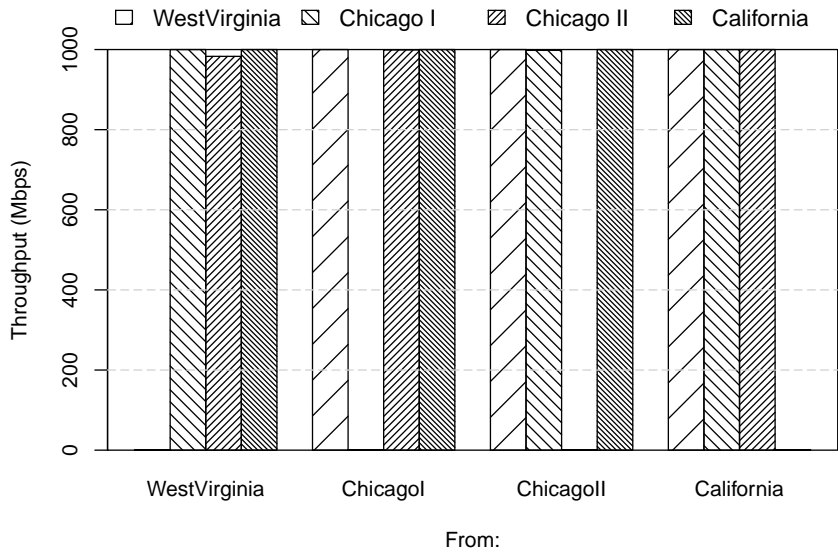 WestVirginia Chicago I Chicago II California
Throughput (Mbps)
1000
800
600
400
200
0
WestVirginia ChicagoI ChicagoII California
From: